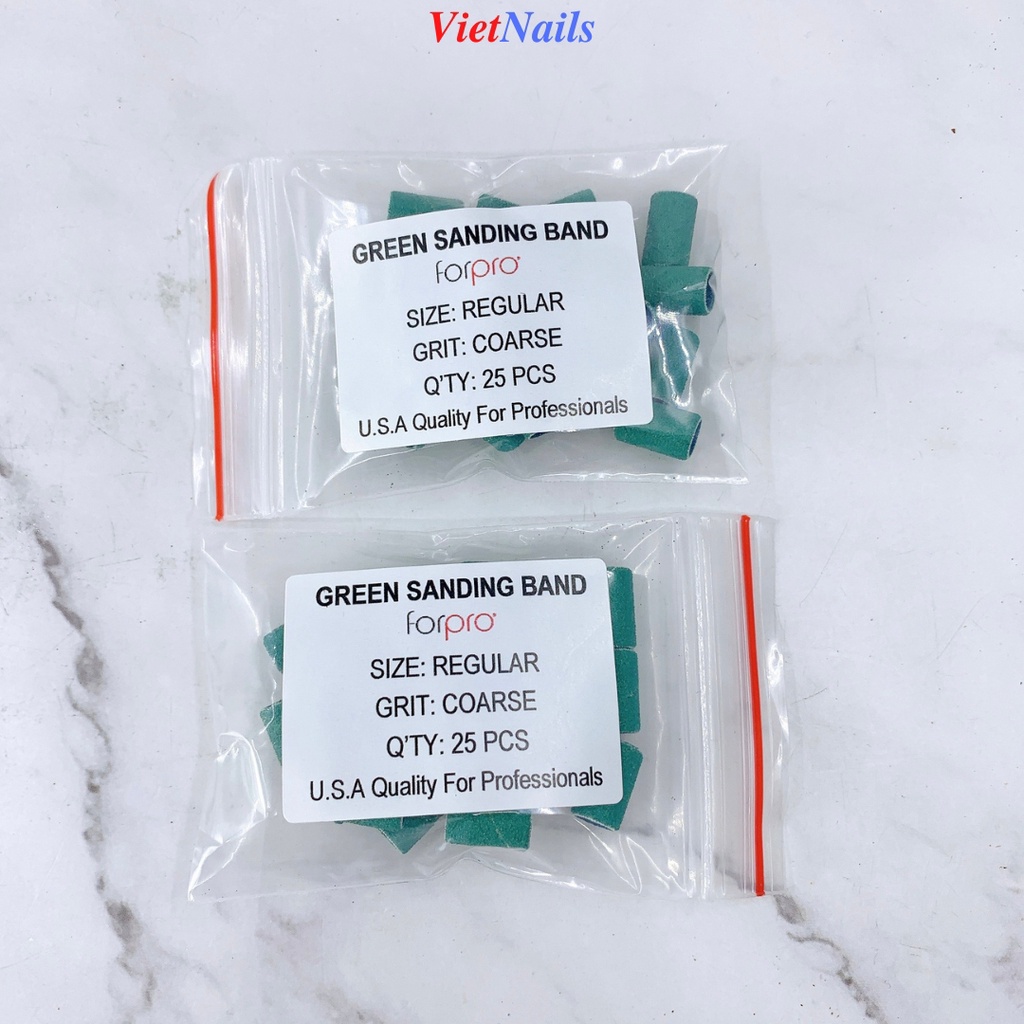 VietNails
GREEN SANDING BAND
forpro
SIZE: REGULAR
GRIT: COARSE
Q'TY: 25 PCS
U.S.A Quality For Professionals
GREEN SANDING BAND
forpro
SIZE: REGULAR
GRIT: COARSE
Q'TY: 25 PCS
U.S.A Quality For Professionals